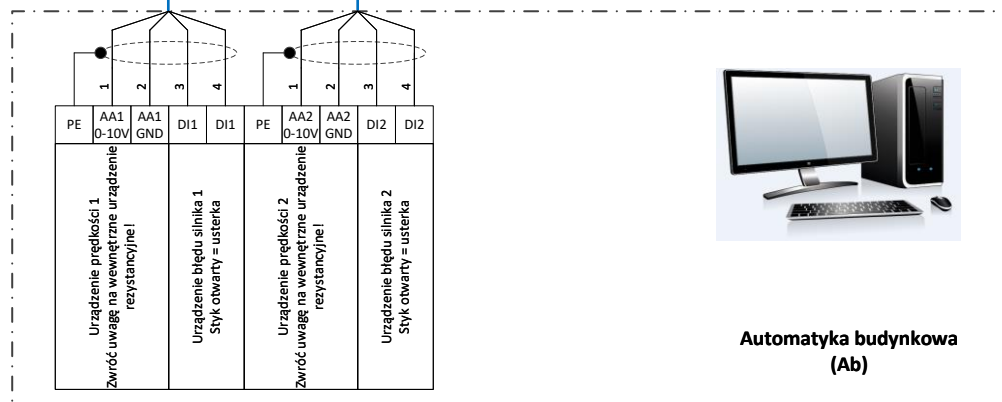 1 2 3 4 1 2 3 4
PE AA1 AA1 DI1 DI1 PE AA2 AA2 DI2 DI2
0-10V GND 0-10V GND
Urządzenie prędkości 1
Zwróć uwagę na wewnętrzne urządzenie
rezystancyjne!
Urządzenie błędu silnika 1
Styk otwarty = usterka
Urządzenie prędkości 2
Zwróć uwagę na wewnętrzne urządzenie
rezystancyjne!
Urządzenie błędu silnika 2
Styk otwarty = usterka
Automatyka budynkowa
(Ab)